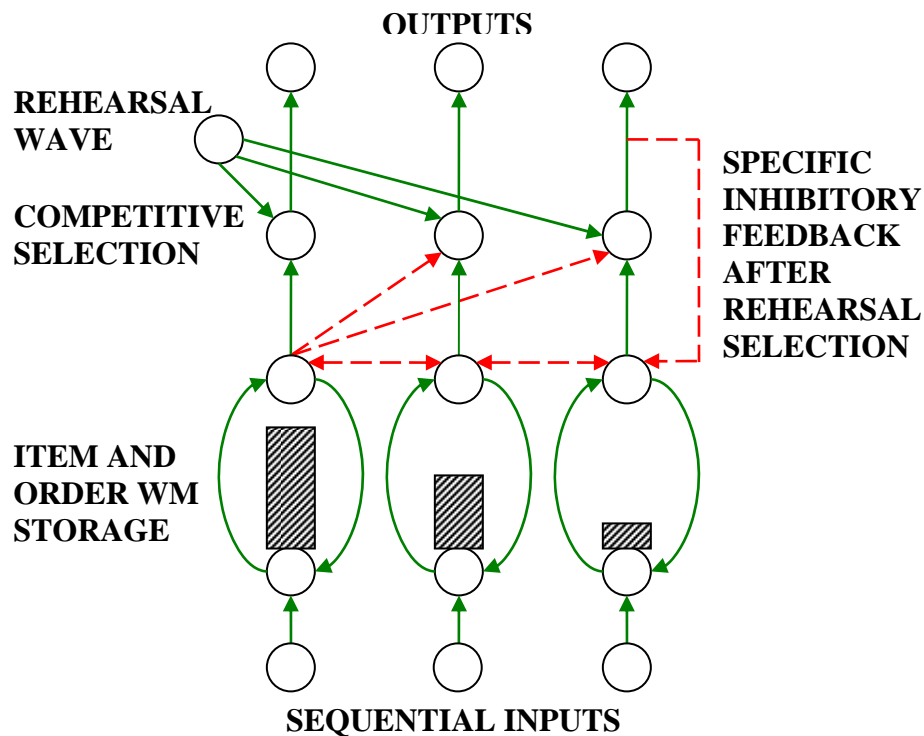 OUTPUTS
REHEARSAL
WAVE
COMPETITIVE
SELECTION
SPECIFIC
INHIBITORY
FEEDBACK
AFTER
REHEARSAL
SELECTION
ITEM AND
ORDER WM
STORAGE
SEQUENTIAL INPUTS